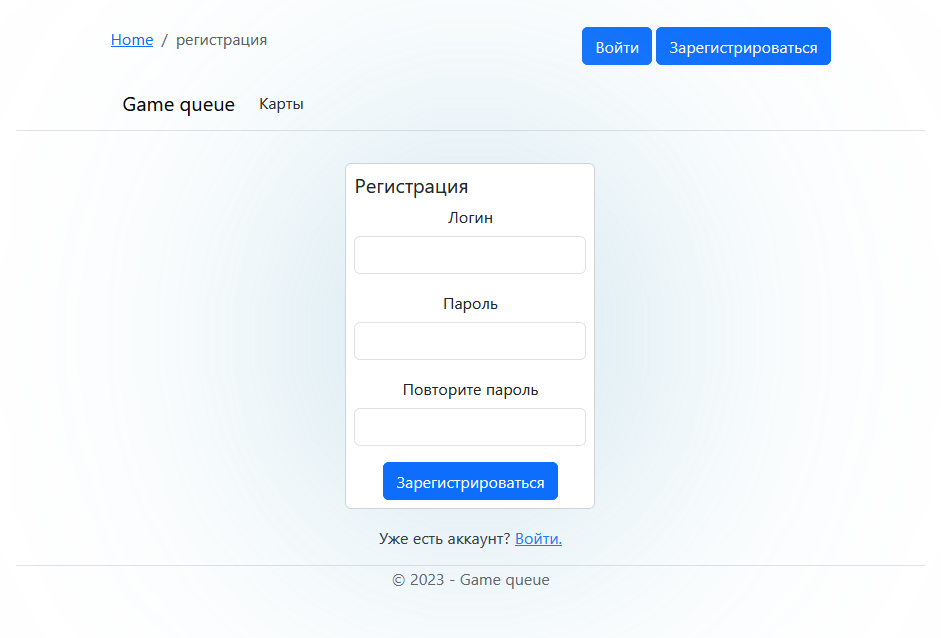 Home / регистрация
Войти
Зарегистрироваться
Game queue
Карты
Регистрация
Логин
Пароль
Повторите пароль
Зарегистрироваться
Уже есть аккаунт? Войти.
© 2023 - Game queue